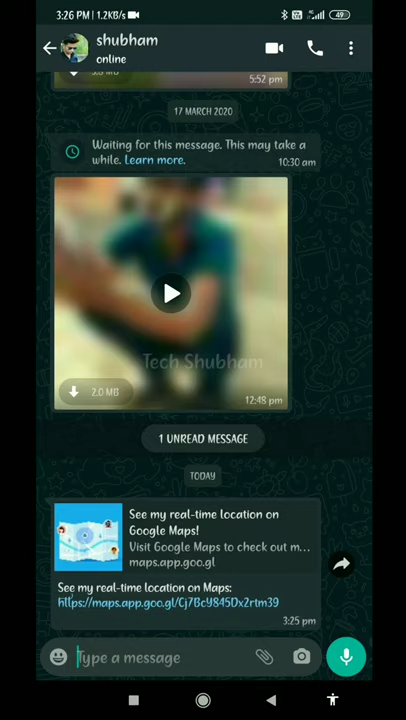 3:26 PM | 1.2KB/s
49
shubham
online
5:52 pm
17 MARCH 2020
Waiting for this message. This may take a
while. Learn more.
10:30 am
Tech Shubham
2.0 MB
12:48 pm
1 UNREAD MESSAGE
TODAY
See my real-time location on
Google Maps!
Visit Google Maps to check out m...
maps.app.goo.gl
See my real-time location on Maps:
https://maps.app.goo.gl/Cj7BcY845Dx2rtm39
3:25 pm
Type a message